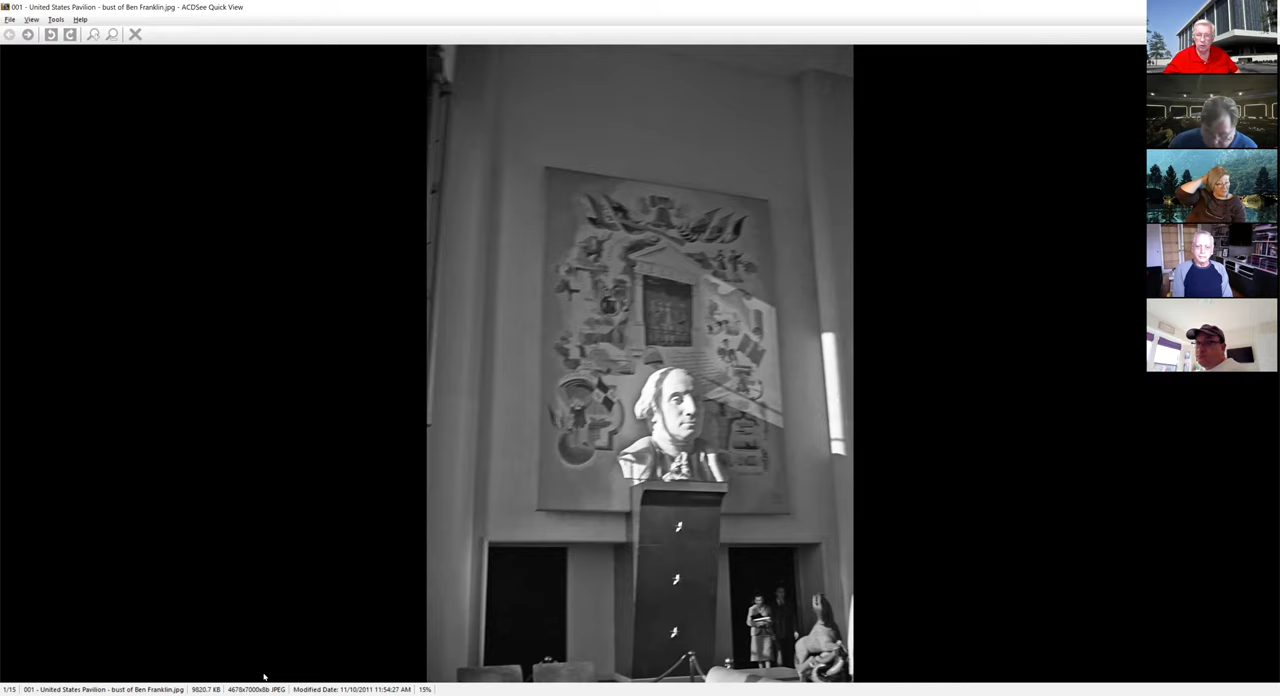 001 - United States Pavilion - bust of Ben Franklin.jpg - ACDSee Quick View
File View Tools Help
1/15 001 - United States Pavilion - bust of Ben Franklin.jpg 9820.7 KB 4678x7000x8b JPEG Modified Date: 11/10/2011 11:54:27 AM 15%